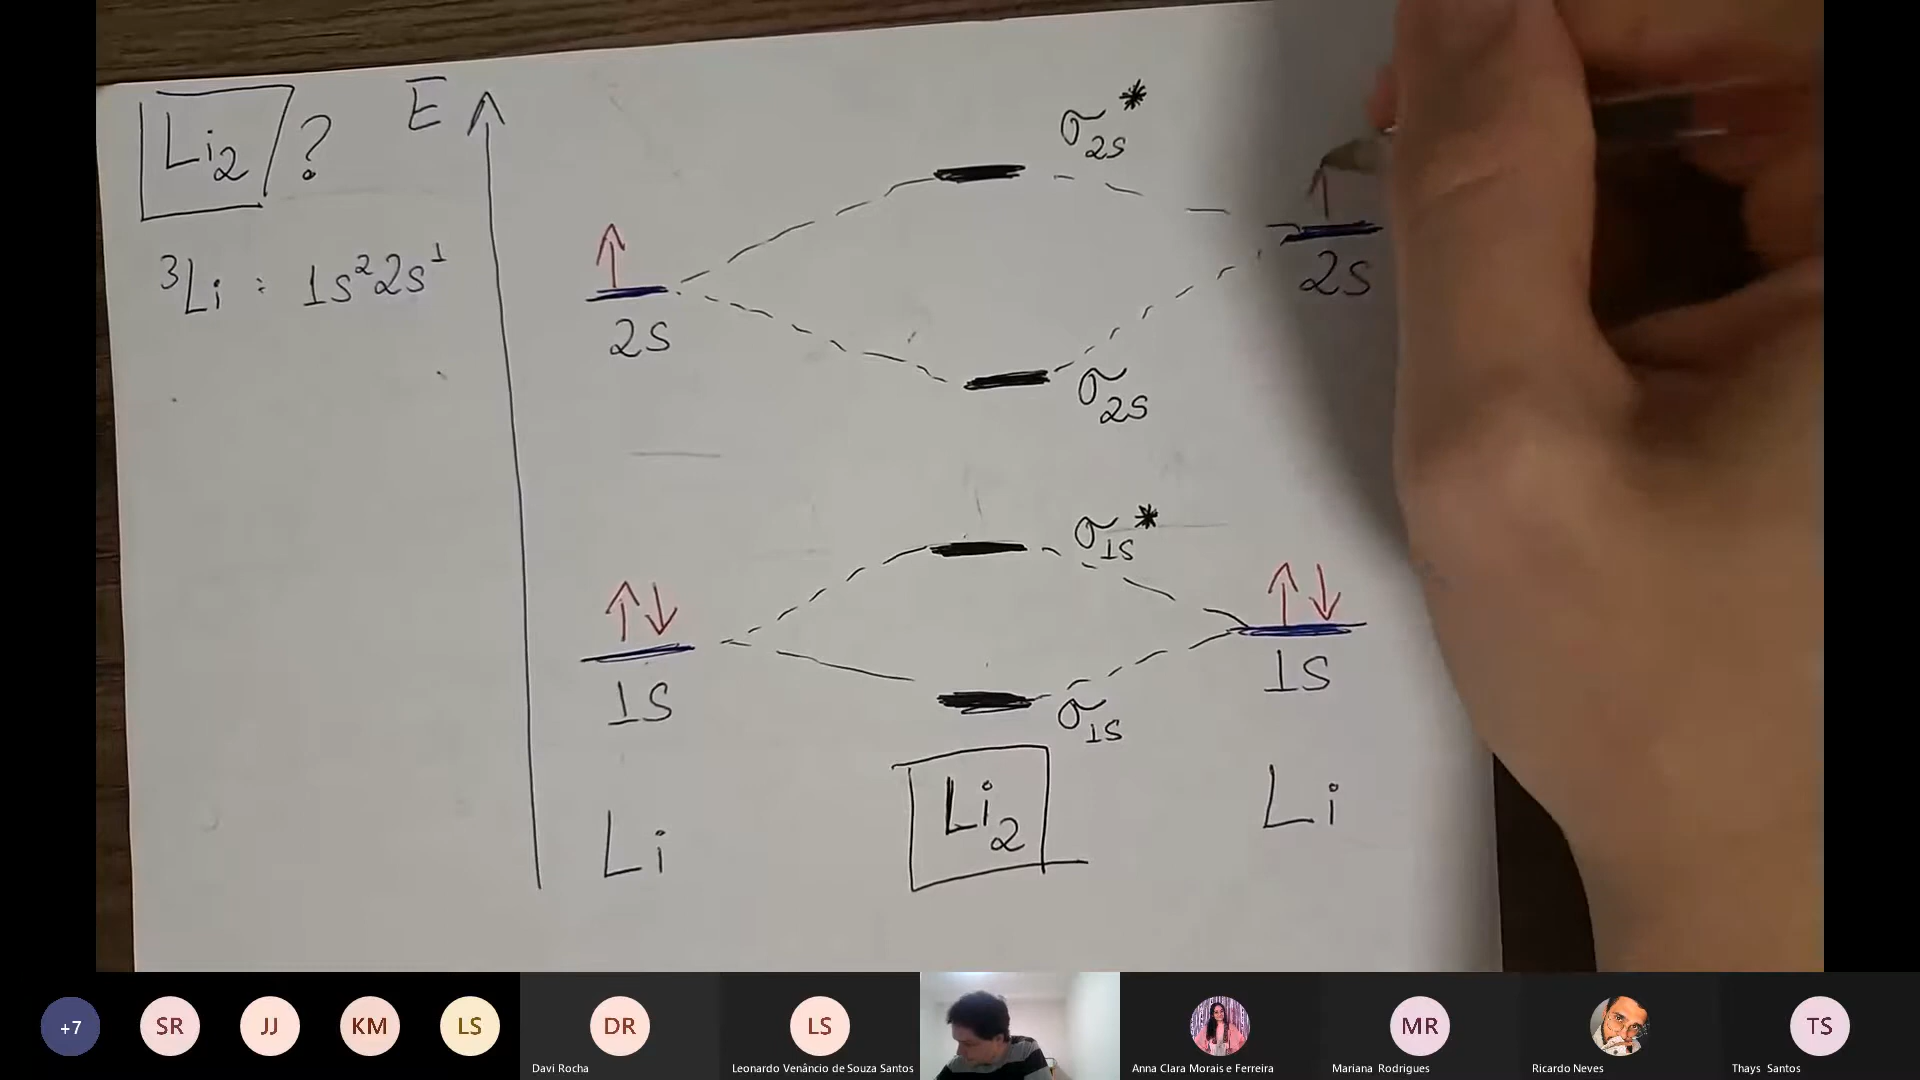 Li₂ ?
E
σ₂ₛ*
³Li : 1s² 2s¹
2s
2s
σ₂ₛ
σ₁ₛ*
1s
1s
σ₁ₛ
Li
Li₂
Li
+7
SR
JJ
KM
LS
DR
LS
MR
TS
Davi Rocha
Leonardo Venâncio de Souza Santos
Anna Clara Morais e Ferreira
Mariana Rodrigues
Ricardo Neves
Thays Santos